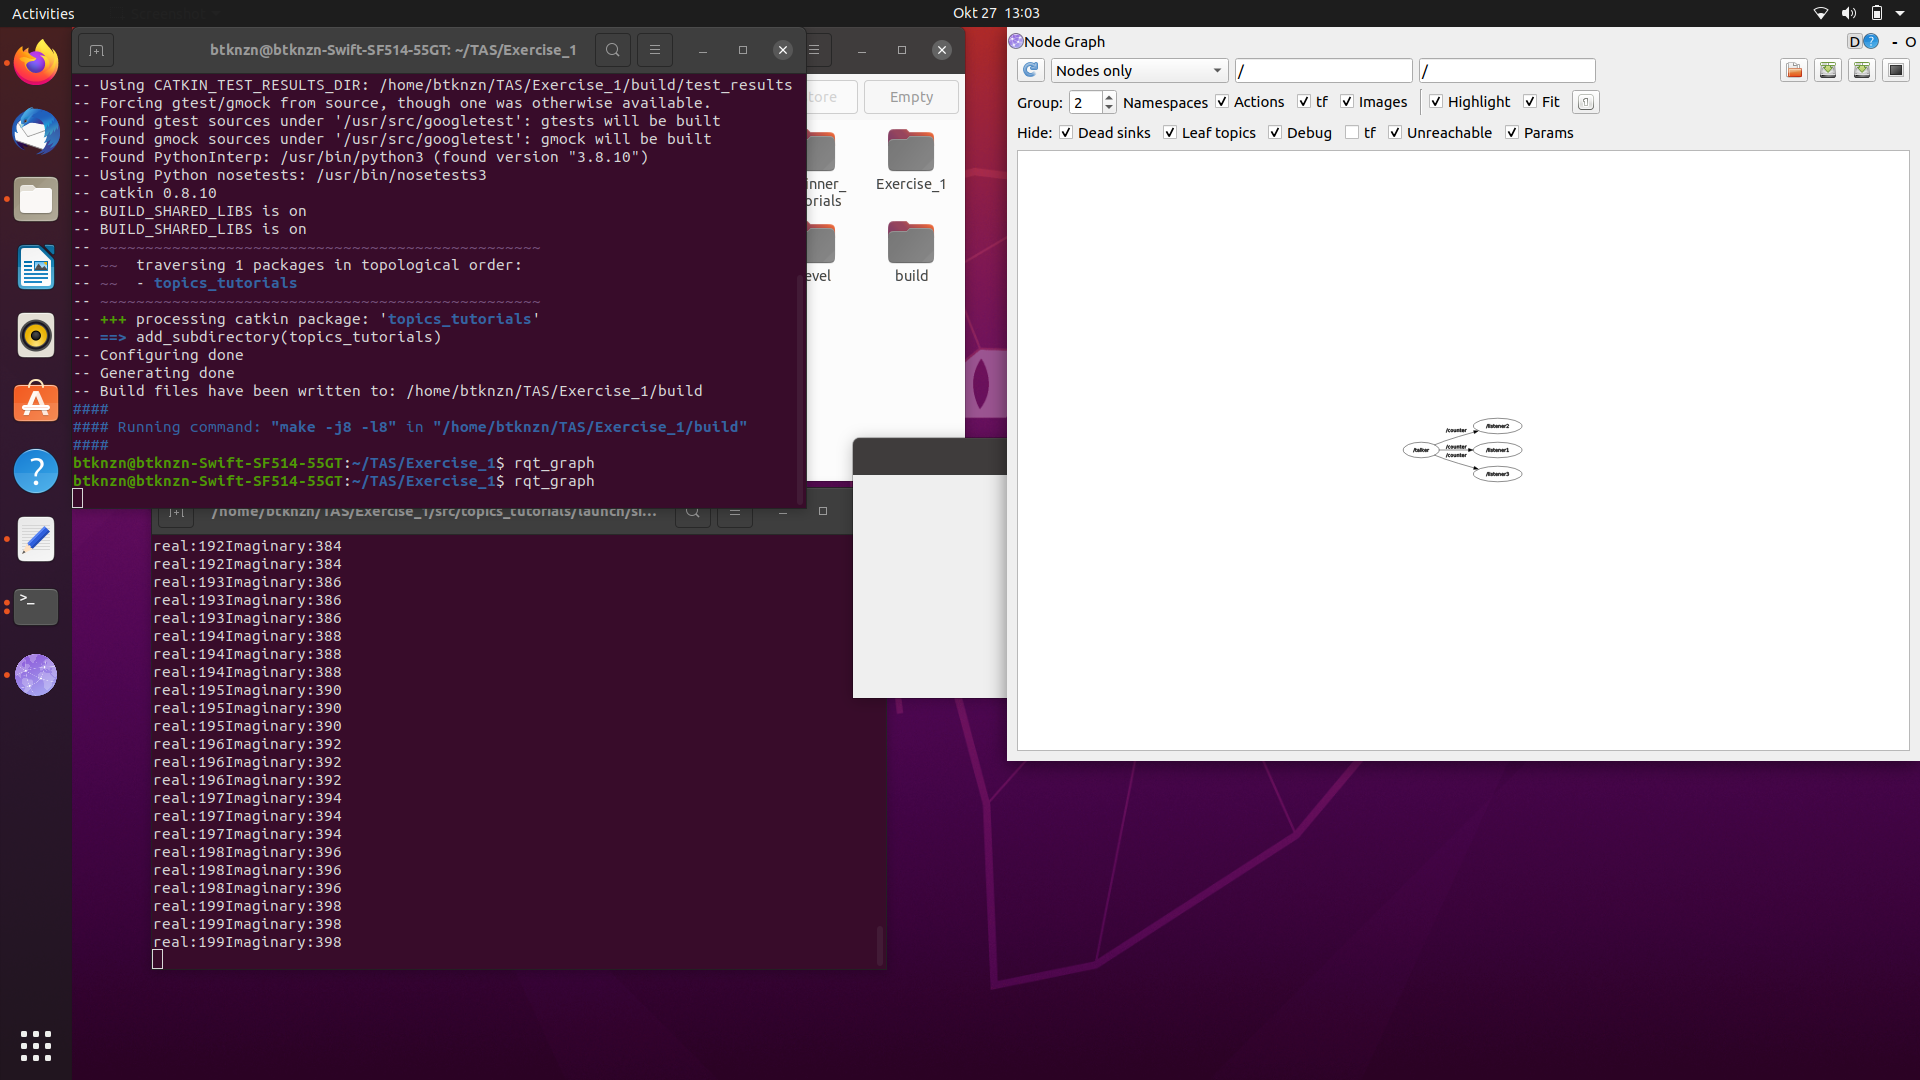 Activities
Okt 27 13:03
btknzn@btknzn-Swift-SF514-55GT: ~/TAS/Exercise_1
-- Using CATKIN_TEST_RESULTS_DIR: /home/btknzn/TAS/Exercise_1/build/test_results
-- Forcing gtest/gmock from source, though one was otherwise available.
-- Found gtest sources under '/usr/src/googletest': gtests will be built
-- Found gmock sources under '/usr/src/googletest': gmock will be built
-- Found PythonInterp: /usr/bin/python3 (found version "3.8.10")
-- Using Python nosetests: /usr/bin/nosetests3
-- catkin 0.8.10
-- BUILD_SHARED_LIBS is on
-- BUILD_SHARED_LIBS is on
-- ~~~~~~~~~~~~~~~~~~~~~~~~~~~~~~~~~~~~~~~~~~~~~~~~~
-- ~~  traversing 1 packages in topological order:
-- ~~  - topics_tutorials
-- ~~~~~~~~~~~~~~~~~~~~~~~~~~~~~~~~~~~~~~~~~~~~~~~~~
-- +++ processing catkin package: 'topics_tutorials'
-- ==> add_subdirectory(topics_tutorials)
-- Configuring done
-- Generating done
-- Build files have been written to: /home/btknzn/TAS/Exercise_1/build
####
#### Running command: "make -j8 -l8" in "/home/btknzn/TAS/Exercise_1/build"
####
btknzn@btknzn-Swift-SF514-55GT:~/TAS/Exercise_1$ rqt_graph
btknzn@btknzn-Swift-SF514-55GT:~/TAS/Exercise_1$ rqt_graph
tore
Empty
inner_
orials
Exercise_1
evel
build
/home/btknzn/TAS/Exercise_1/src/topics_tutorials/launch/si...
real:192Imaginary:384
real:192Imaginary:384
real:193Imaginary:386
real:193Imaginary:386
real:193Imaginary:386
real:194Imaginary:388
real:194Imaginary:388
real:194Imaginary:388
real:195Imaginary:390
real:195Imaginary:390
real:195Imaginary:390
real:196Imaginary:392
real:196Imaginary:392
real:196Imaginary:392
real:197Imaginary:394
real:197Imaginary:394
real:197Imaginary:394
real:198Imaginary:396
real:198Imaginary:396
real:198Imaginary:396
real:199Imaginary:398
real:199Imaginary:398
real:199Imaginary:398
Node Graph
D ? - O
Nodes only / /
Group: 2 Namespaces Actions tf Images Highlight Fit
Hide: Dead sinks Leaf topics Debug tf Unreachable Params
/talker
/counter
/counter
/counter
/listener2
/listener1
/listener3